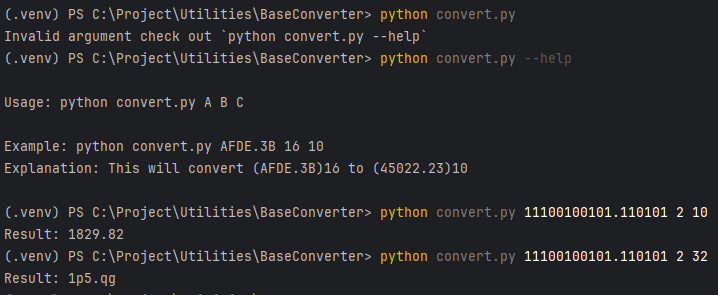 (.venv) PS C:\Project\Utilities\BaseConverter> python convert.py
Invalid argument check out `python convert.py --help`
(.venv) PS C:\Project\Utilities\BaseConverter> python convert.py --help
Usage: python convert.py A B C
Example: python convert.py AFDE.3B 16 10
Explanation: This will convert (AFDE.3B)16 to (45022.23)10
(.venv) PS C:\Project\Utilities\BaseConverter> python convert.py 11100100101.110101 2 10
Result: 1829.82
(.venv) PS C:\Project\Utilities\BaseConverter> python convert.py 11100100101.110101 2 32
Result: 1p5.qg